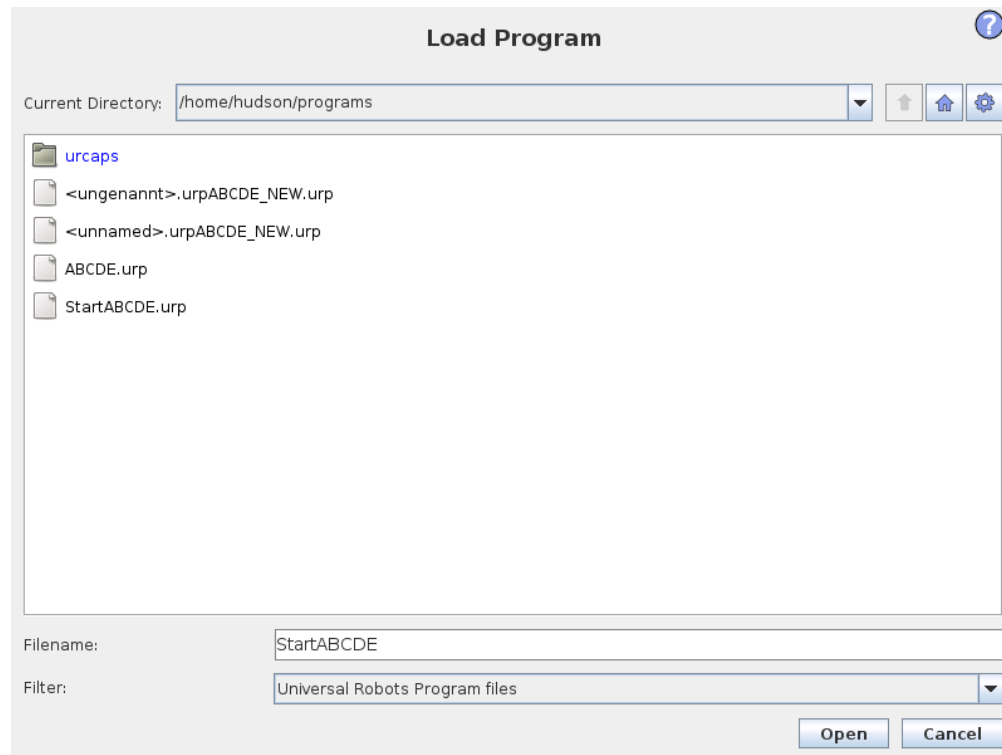 Load Program
?
Current Directory: /home/hudson/programs
urcaps
<ungenannt>.urpABCDE_NEW.urp
<unnamed>.urpABCDE_NEW.urp
ABCDE.urp
StartABCDE.urp
Filename: StartABCDE
Filter: Universal Robots Program files
Open Cancel